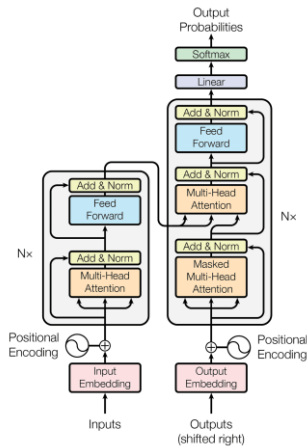 Output
Probabilities
Softmax
Linear
Add & Norm
Feed
Forward
Add & Norm
Multi-Head
Attention
Add & Norm
Masked
Multi-Head
Attention
N×
Add & Norm
Feed
Forward
Add & Norm
Multi-Head
Attention
N×
Positional
Encoding
Positional
Encoding
Input
Embedding
Output
Embedding
Inputs
Outputs
(shifted right)